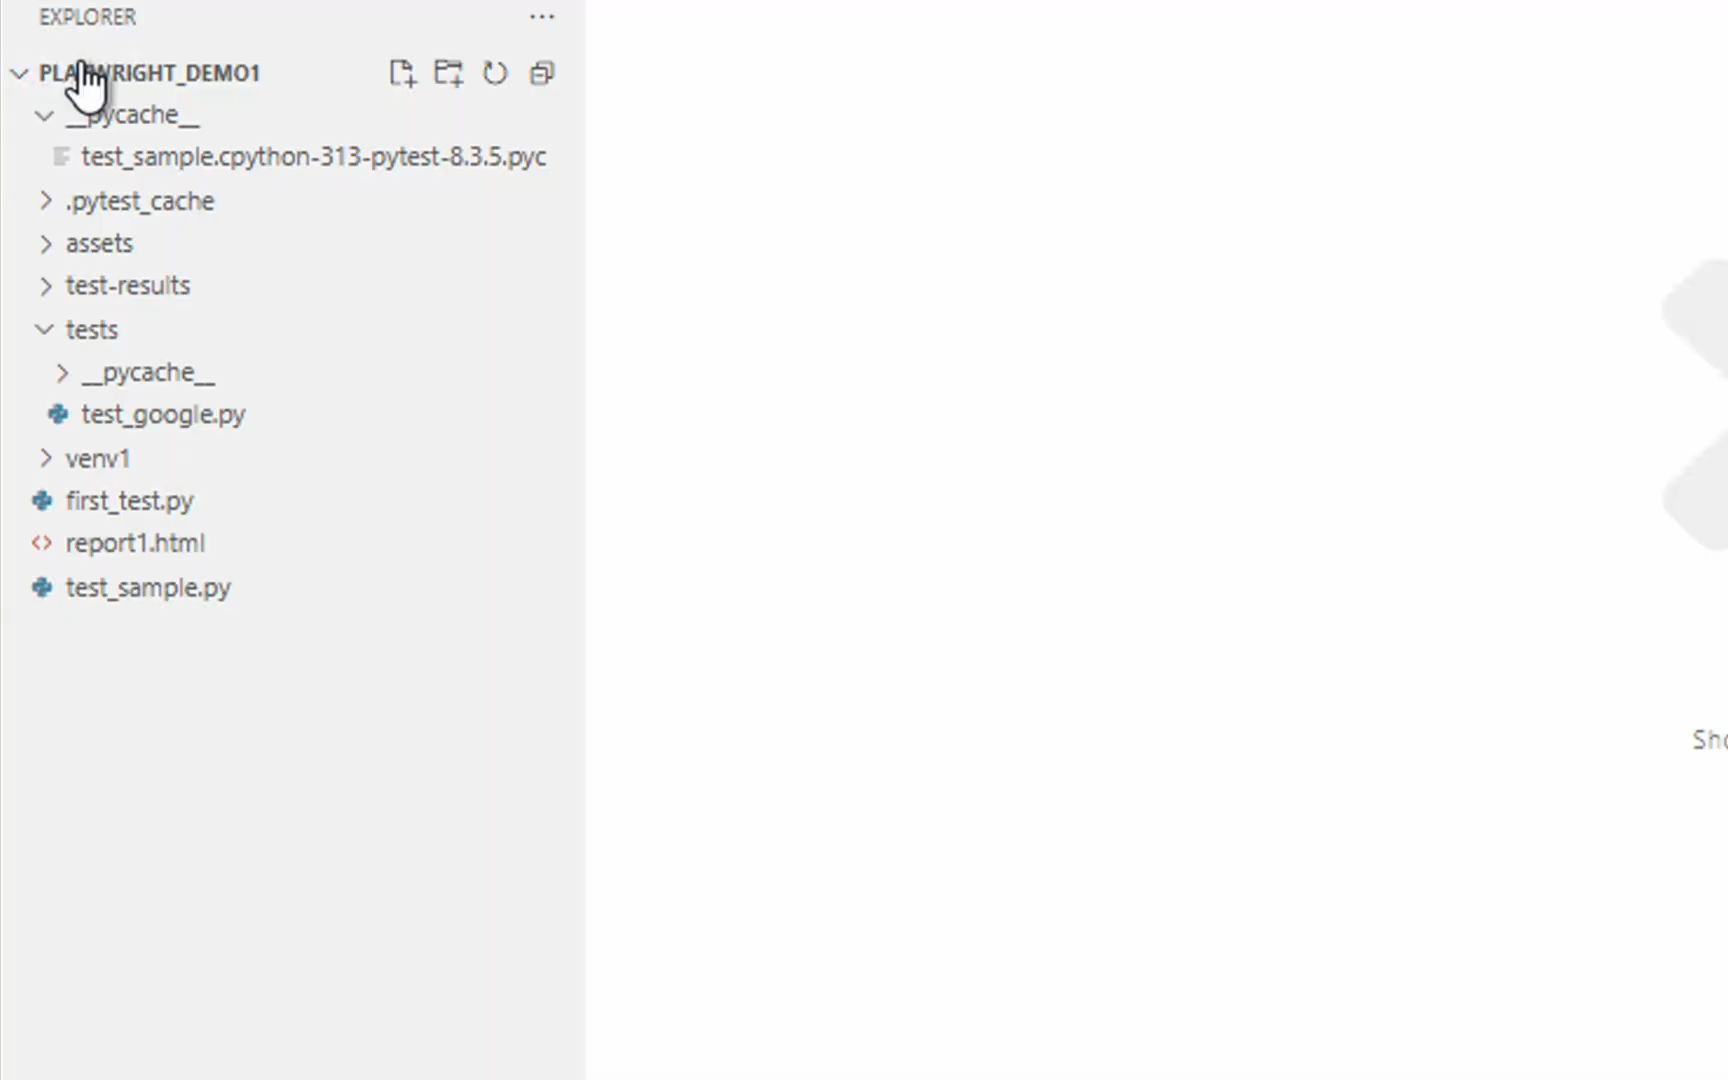 EXPLORER
PLAYWRIGHT_DEMO1
__pycache__
test_sample.cpython-313-pytest-8.3.5.pyc
.pytest_cache
assets
test-results
tests
__pycache__
test_google.py
venv1
first_test.py
report1.html
test_sample.py